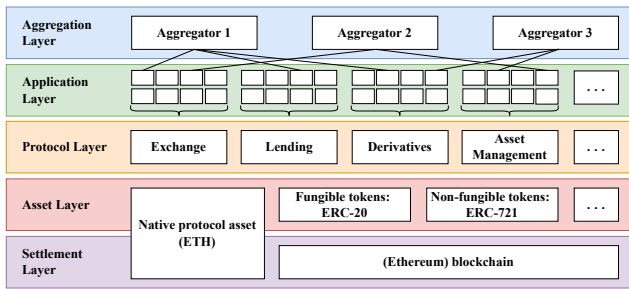 Aggregation
Layer
Aggregator 1
Aggregator 2
Aggregator 3
Application
Layer
. . .
Protocol Layer
Exchange
Lending
Derivatives
Asset
Management
. . .
Asset Layer
Native protocol asset
(ETH)
Fungible tokens:
ERC-20
Non-fungible tokens:
ERC-721
. . .
Settlement
Layer
(Ethereum) blockchain